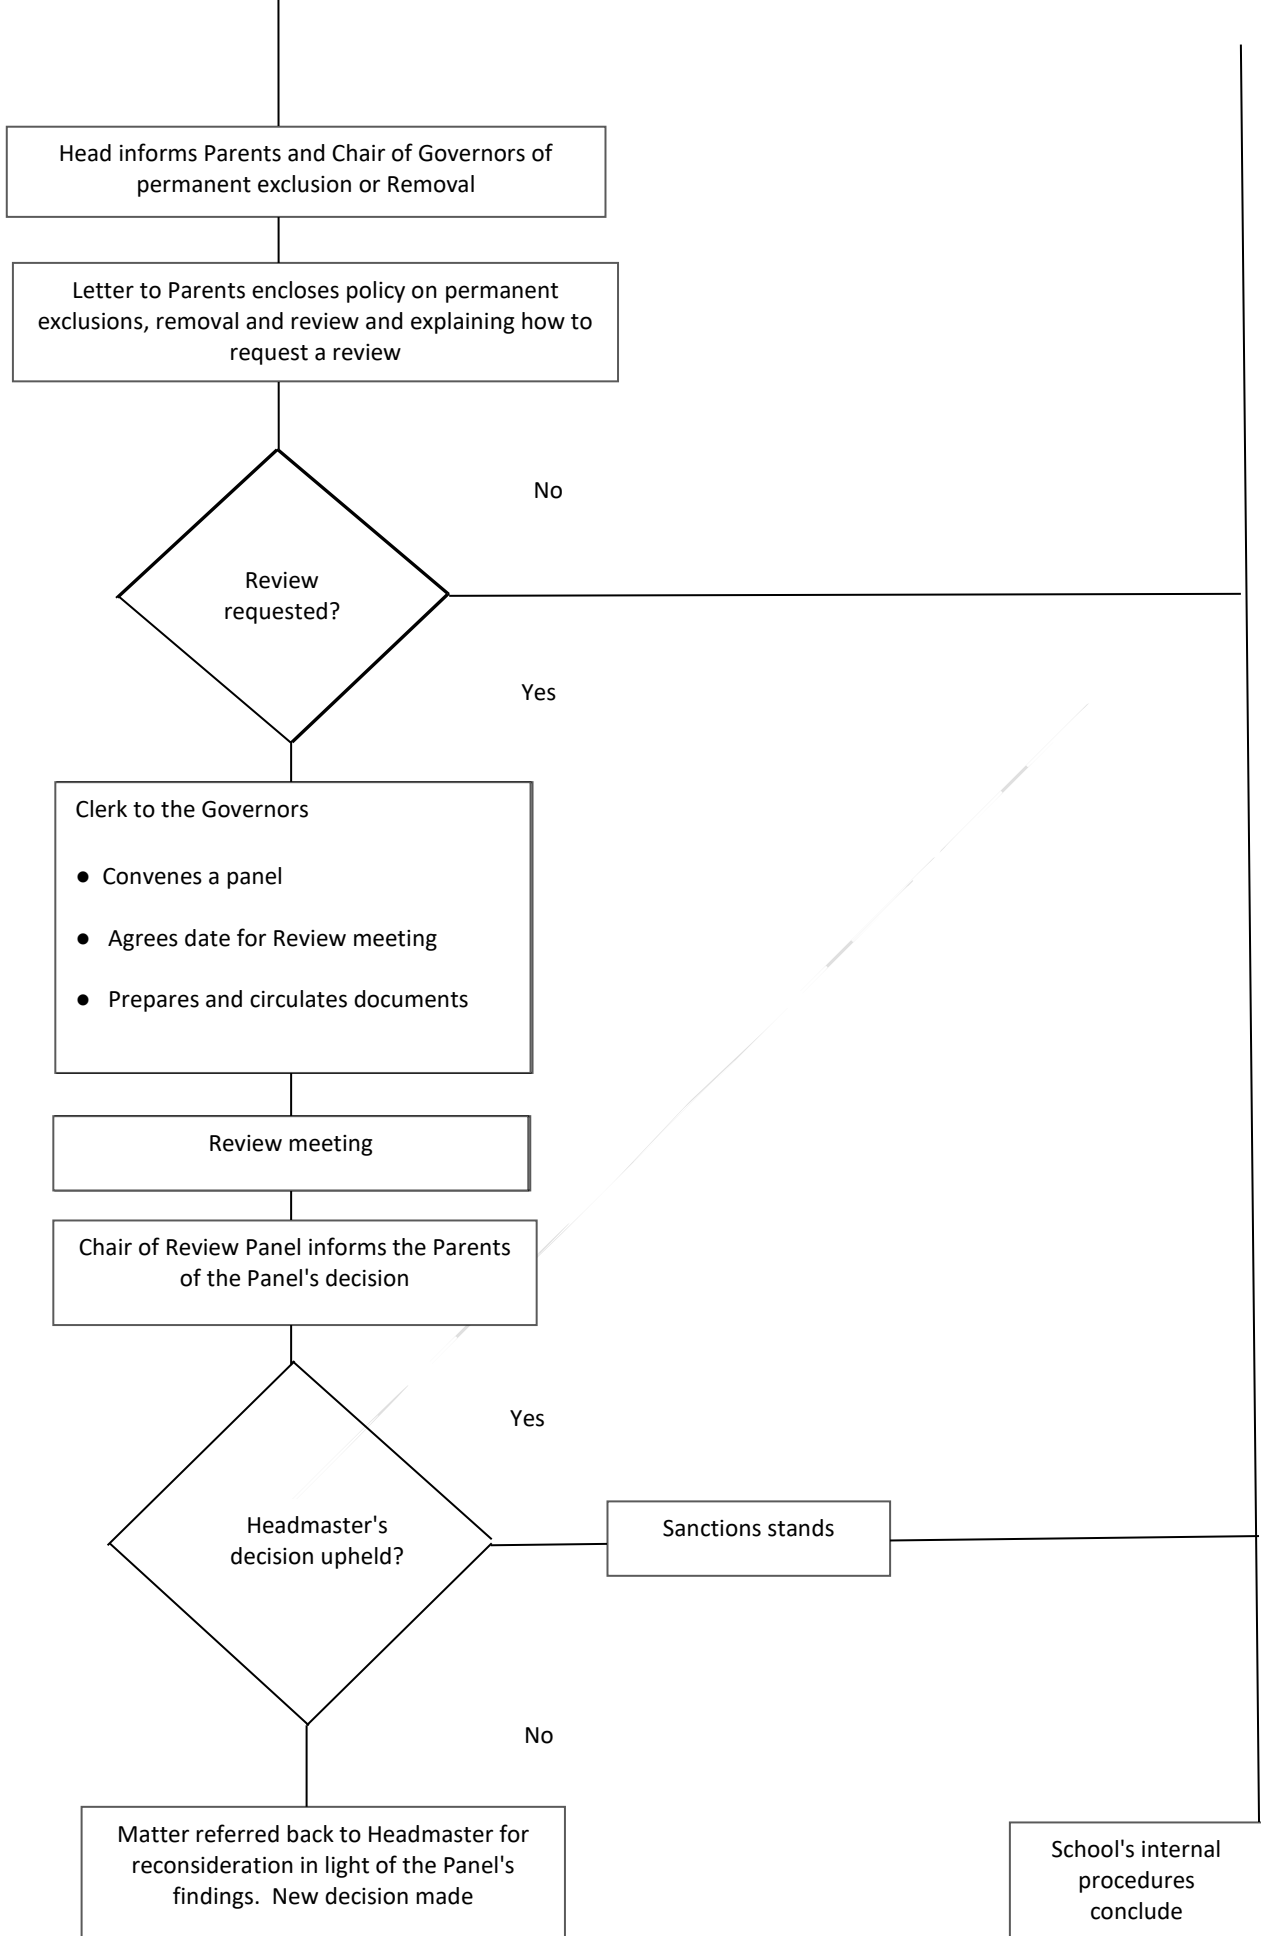 Head informs Parents and Chair of Governors of
permanent exclusion or Removal
Letter to Parents encloses policy on permanent
exclusions, removal and review and explaining how to
request a review
No
Review
requested?
Yes
Clerk to the Governors
● Convenes a panel
● Agrees date for Review meeting
● Prepares and circulates documents
Review meeting
Chair of Review Panel informs the Parents
of the Panel's decision
Yes
Headmaster's
decision upheld?
Sanctions stands
No
Matter referred back to Headmaster for
reconsideration in light of the Panel's
findings.  New decision made
School's internal
procedures
conclude